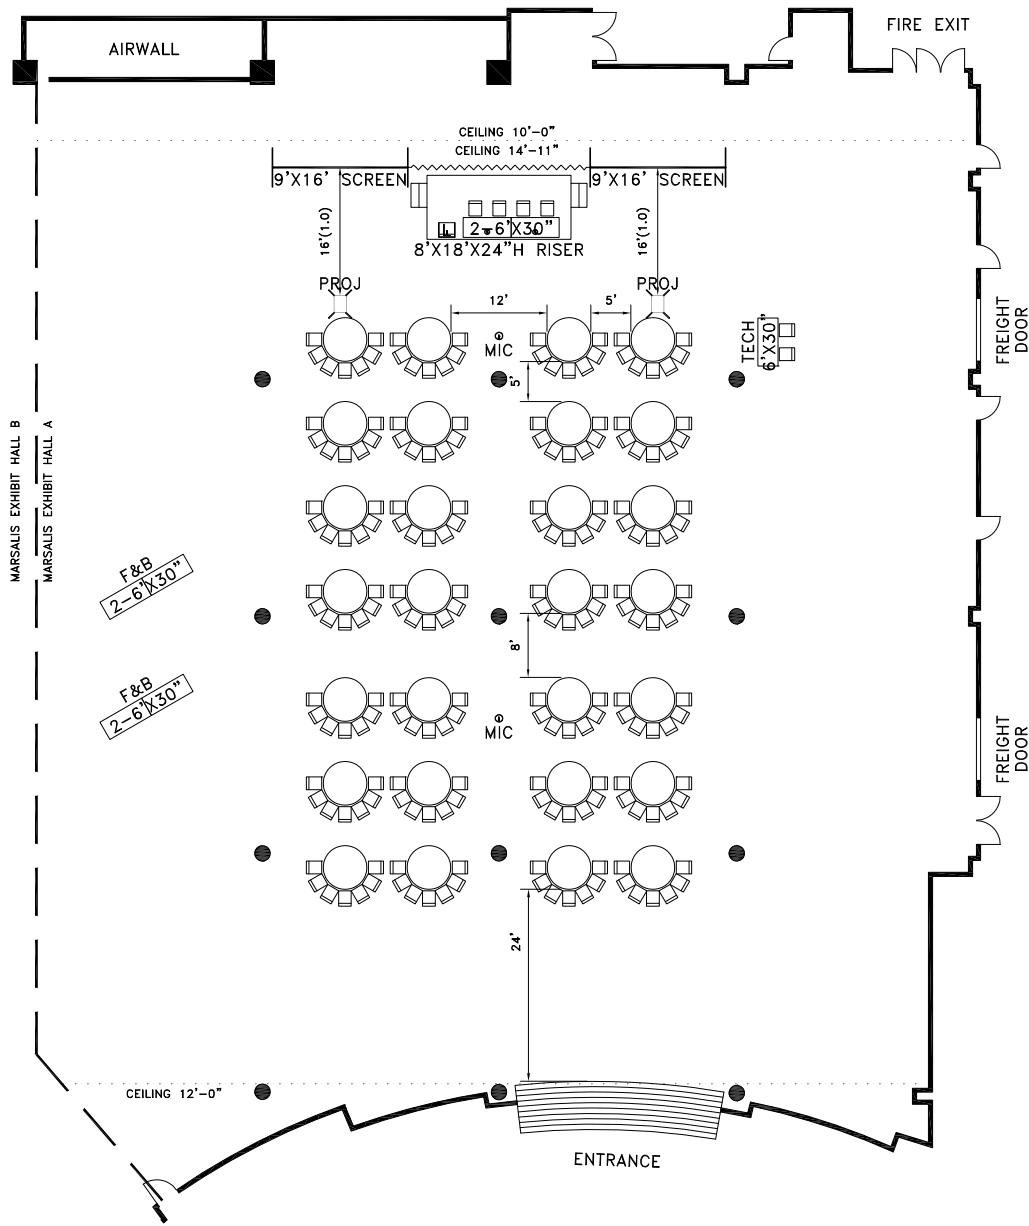 FIRE EXIT
AIRWALL
CEILING 10'-0"
CEILING 14'-11"
9'X16' SCREEN
9'X16' SCREEN
2-6'X30"
8'X18'X24"H RISER
16'(1.0)
16'(1.0)
PROJ
PROJ
12'
5'
MIC
TECH
6'X30"
FREIGHT
DOOR
5'
MARSALIS EXHIBIT HALL B
MARSALIS EXHIBIT HALL A
F&B
2-6'X30"
8'
F&B
2-6'X30"
MIC
FREIGHT
DOOR
24'
CEILING 12'-0"
ENTRANCE